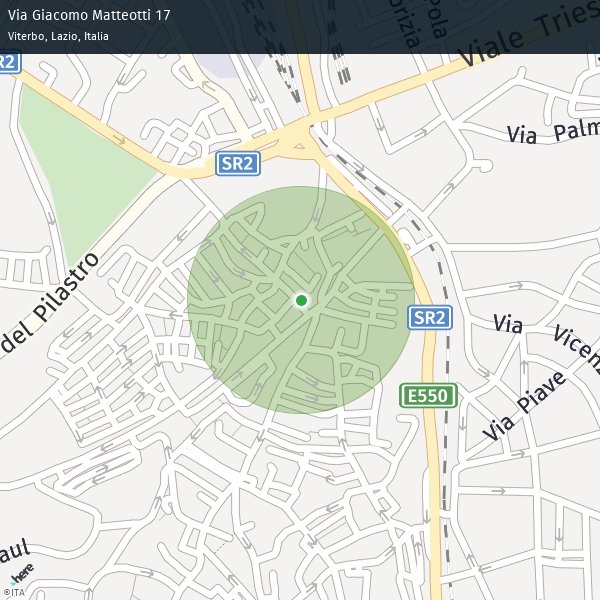 Via Giacomo Matteotti 17
Viterbo, Lazio, Italia
Pola
Viale Tries
SR2
Via Palm
SR2
del Pilastro
SR2
Via
Vicenz
E550
Via Piave
aul
here
©ITA